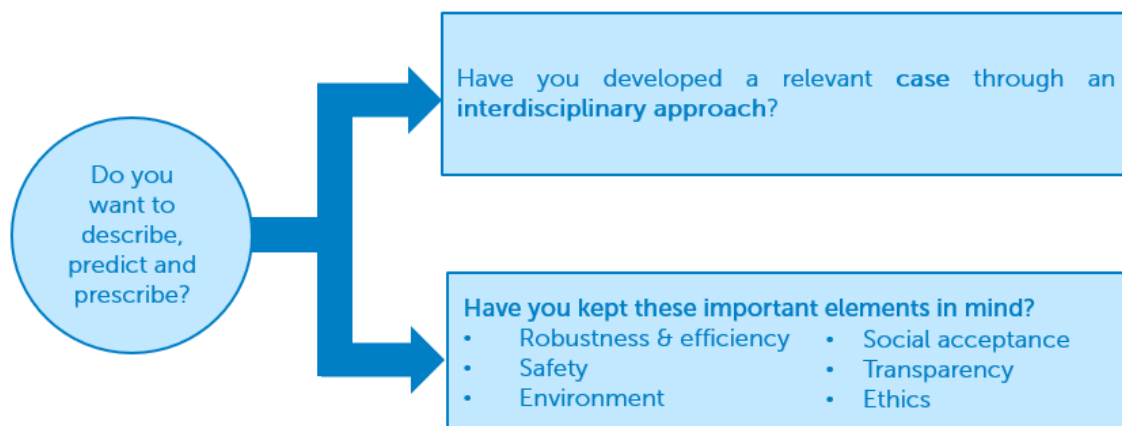 Do you
want to
describe,
predict and
prescribe?
Have you developed a relevant case through an
interdisciplinary approach?
Have you kept these important elements in mind?
• Robustness & efficiency
• Safety
• Environment
• Social acceptance
• Transparency
• Ethics